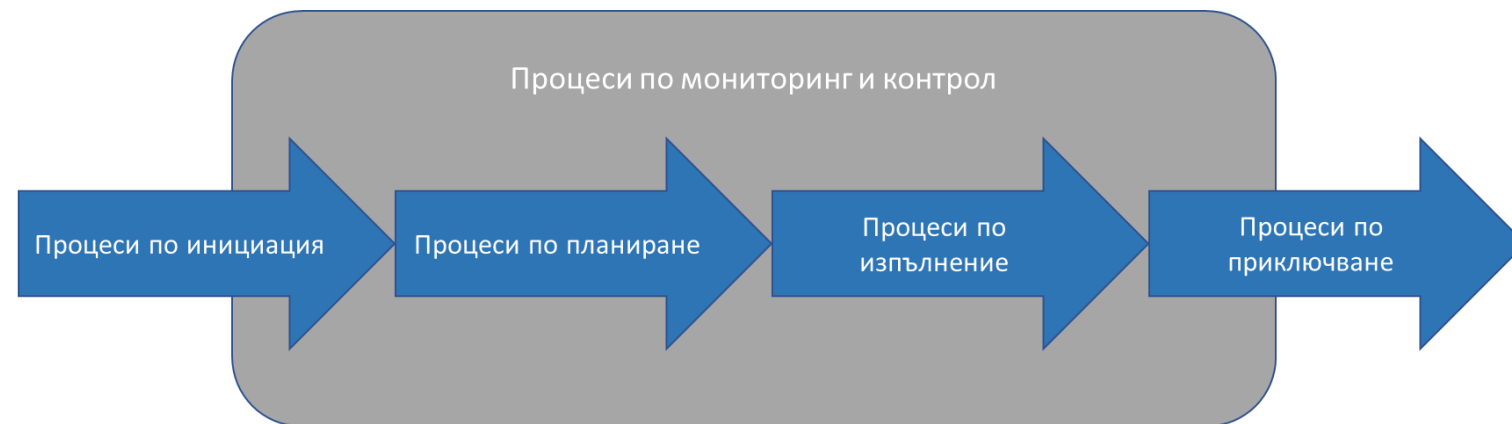 Процеси по мониторинг и контрол
Процеси по инициация
Процеси по планиране
Процеси по
изпълнение
Процеси по
приключване